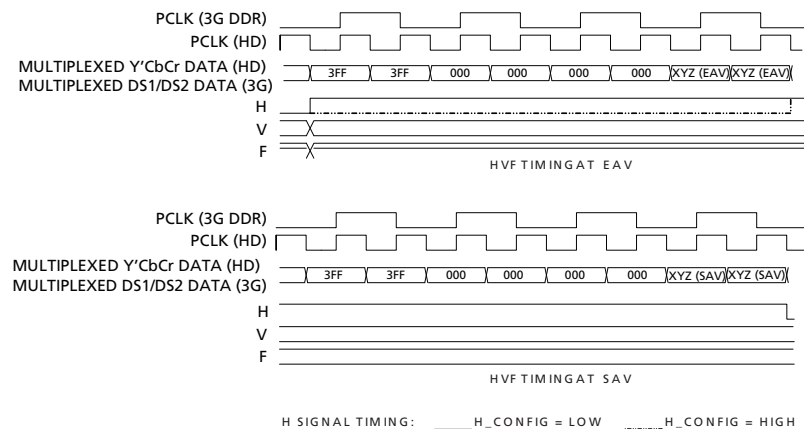 PCLK (3G DDR)
PCLK (HD)
MULTIPLEXED Y'CbCr DATA (HD)
MULTIPLEXED DS1/DS2 DATA (3G)
3FF 3FF 000 000 000 000 XYZ (EAV) XYZ (EAV)
H
V
F
HVF TIMING AT EAV
PCLK (3G DDR)
PCLK (HD)
MULTIPLEXED Y'CbCr DATA (HD)
MULTIPLEXED DS1/DS2 DATA (3G)
3FF 3FF 000 000 000 000 XYZ (SAV) XYZ (SAV)
H
V
F
HVF TIMING AT SAV
H SIGNAL TIMING: H_CONFIG = LOW H_CONFIG = HIGH